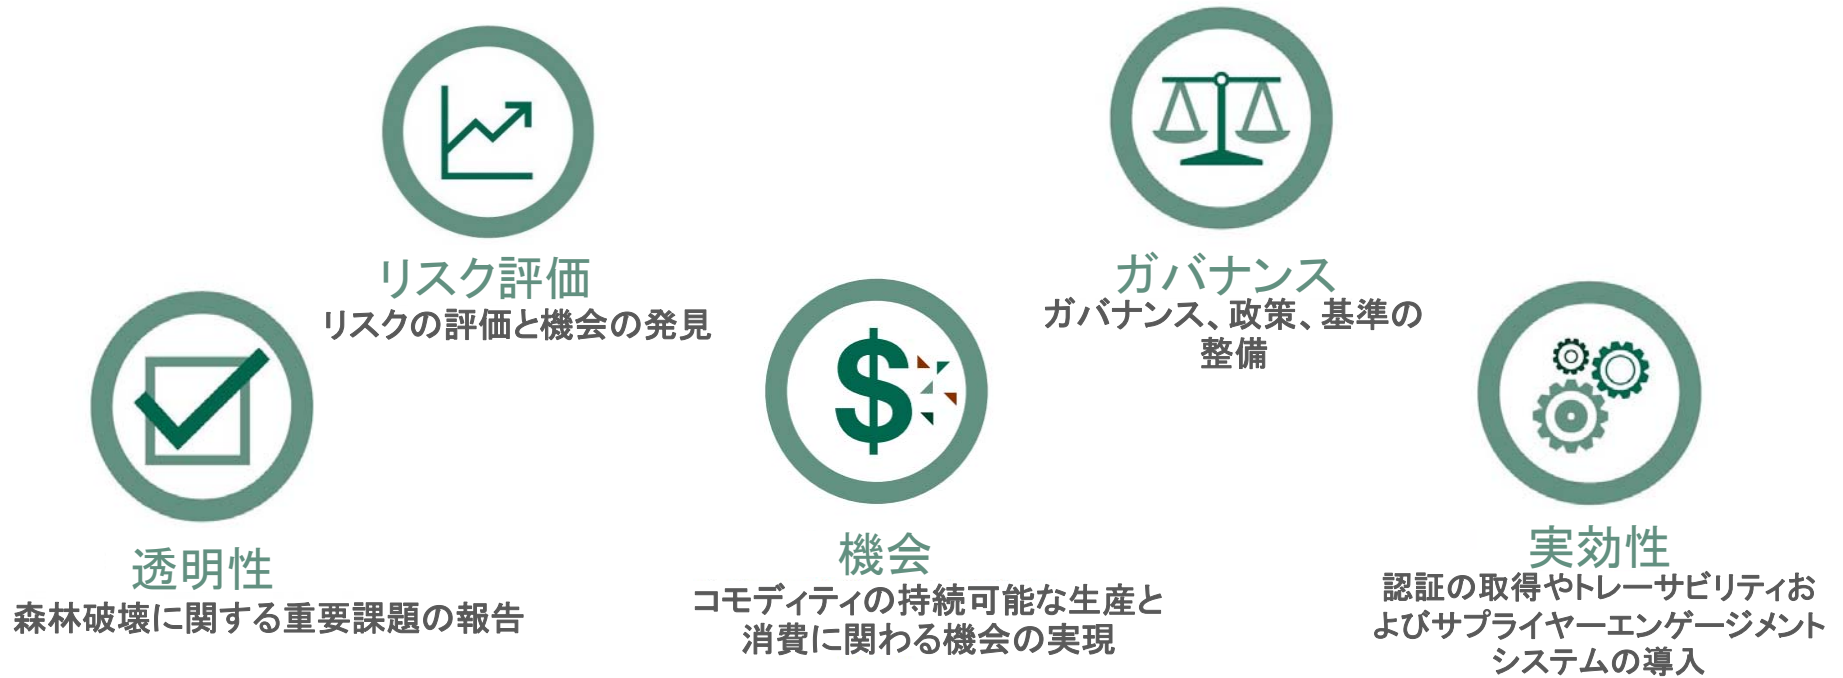 透明性
森林破壊に関する重要課題の報告
リスク評価
リスクの評価と機会の発見
機会
コモディティの持続可能な生産と
消費に関わる機会の実現
ガバナンス
ガバナンス、政策、基準の
整備
実効性
認証の取得やトレーサビリティお
よびサプライヤーエンゲージメント
システムの導入